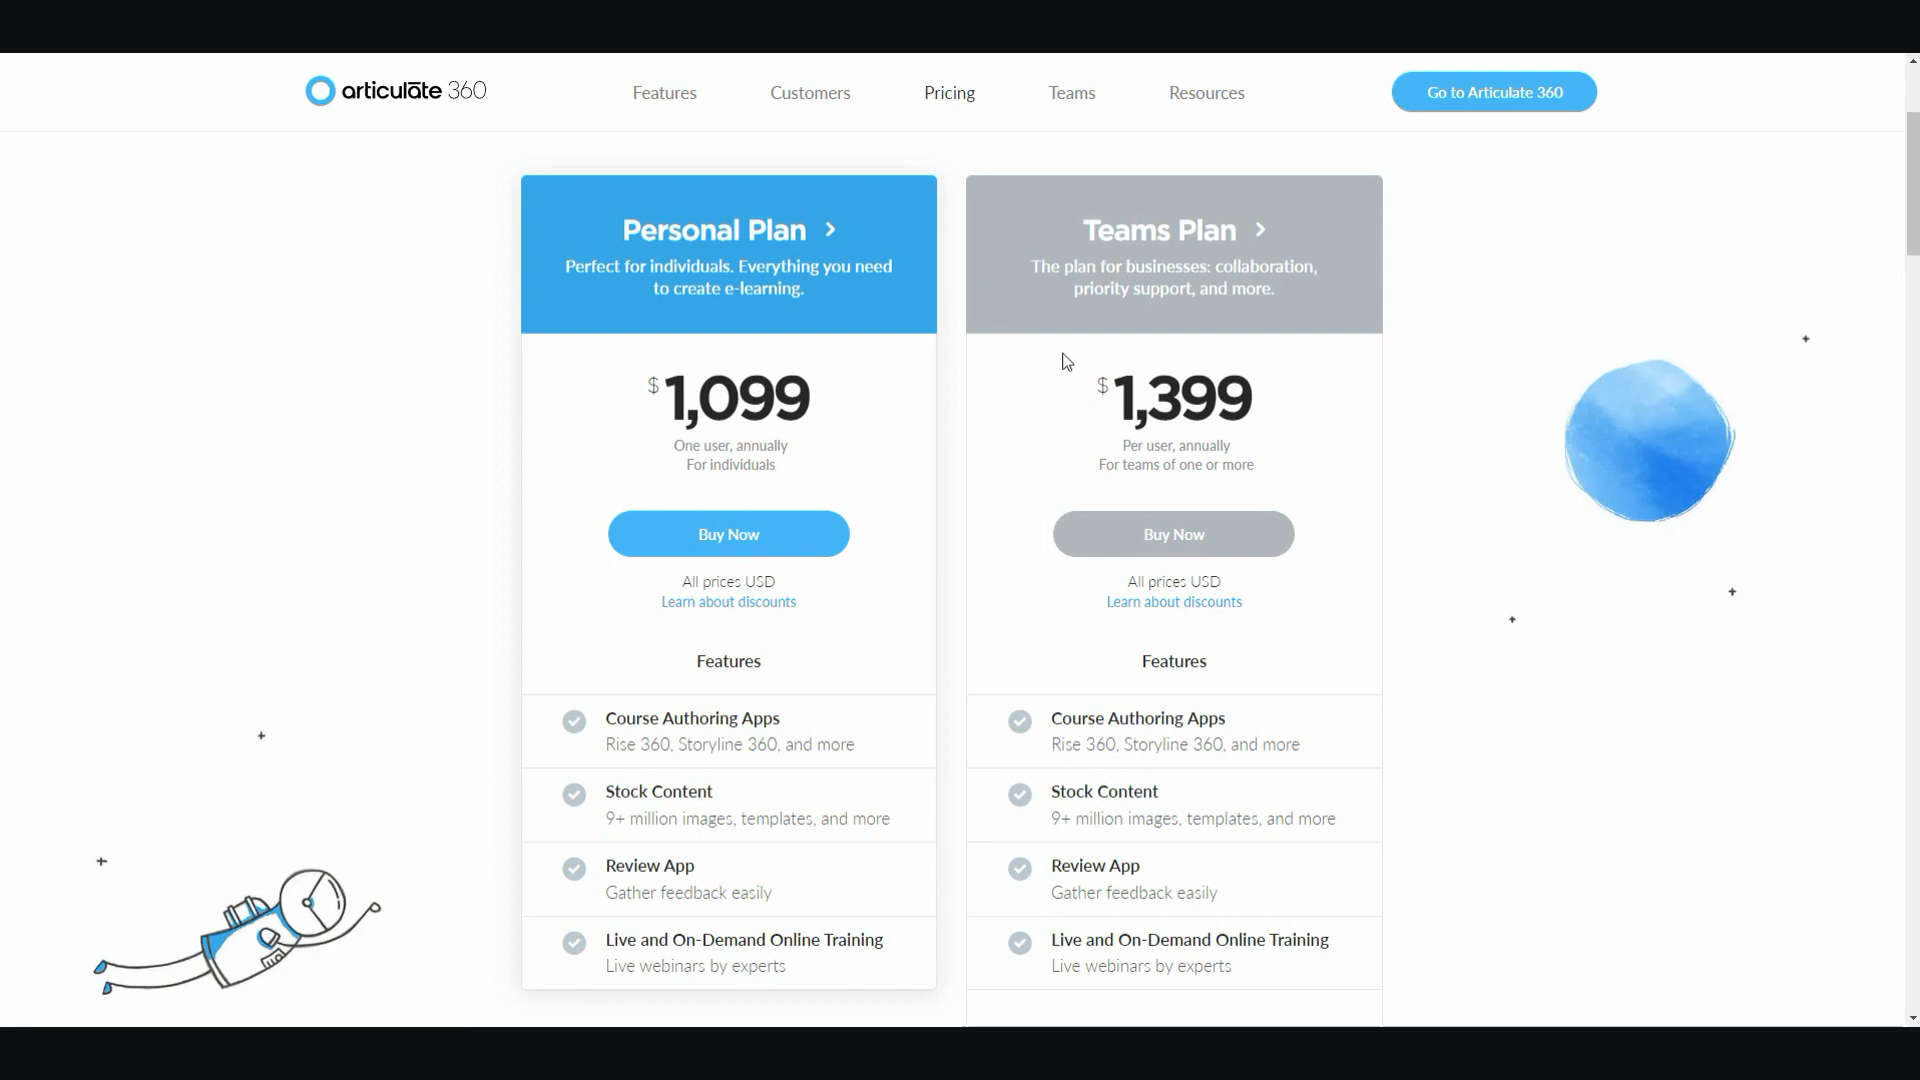 articulate 360
Features
Customers
Pricing
Teams
Resources
Go to Articulate 360
Personal Plan
Perfect for individuals. Everything you need
to create e-learning.
$1,099
One user, annually
For individuals
Buy Now
All prices USD
Learn about discounts
Features
Course Authoring Apps
Rise 360, Storyline 360, and more
Stock Content
9+ million images, templates, and more
Review App
Gather feedback easily
Live and On-Demand Online Training
Live webinars by experts
Teams Plan
The plan for businesses: collaboration,
priority support, and more.
$1,399
Per user, annually
For teams of one or more
Buy Now
All prices USD
Learn about discounts
Features
Course Authoring Apps
Rise 360, Storyline 360, and more
Stock Content
9+ million images, templates, and more
Review App
Gather feedback easily
Live and On-Demand Online Training
Live webinars by experts